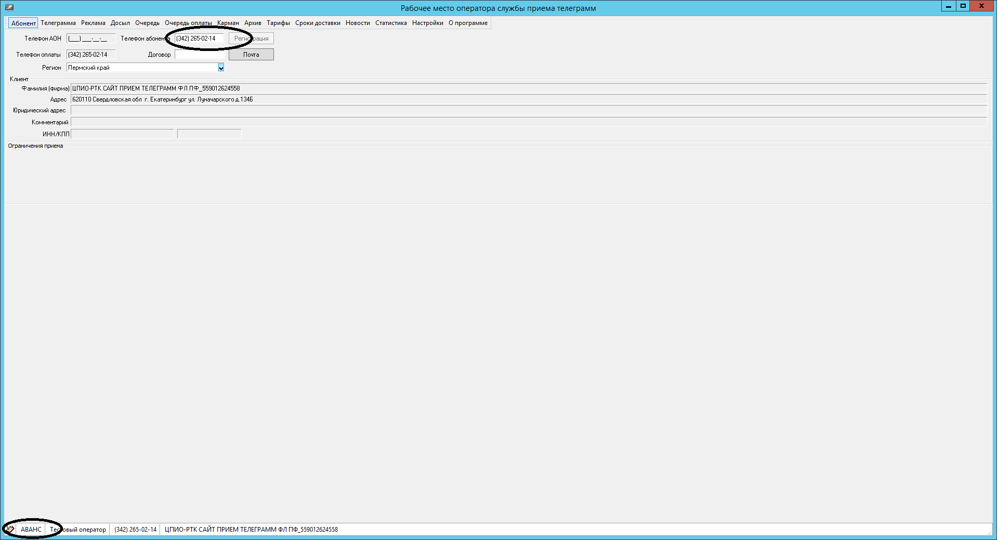 Рабочее место оператора службы приема телеграмм
Абонент Телеграмма Реклама Досыл Очередь Очередь оплаты Карман Архив Тарифы Сроки доставки Новости Статистика Настройки О программе
Телефон АОН (___) ___-__-__ Телефон абонента (342) 265-02-14 Регистрация
Телефон оплаты (342) 265-02-14 Договор Почта
Регион Пермский край
Клиент
Фамилия (фирма) ЦПИО-РТК САЙТ ПРИЕМ ТЕЛЕГРАММ ФЛ ПФ_559012624558
Адрес 620110 Свердловская обл г. Екатеринбург ул. Луначарского д.134Б
Юридический адрес
Комментарий
ИНН/КПП
Ограничения приема
АВАНС Тестовый оператор (342) 265-02-14 ЦПИО-РТК САЙТ ПРИЕМ ТЕЛЕГРАММ ФЛ ПФ_559012624558